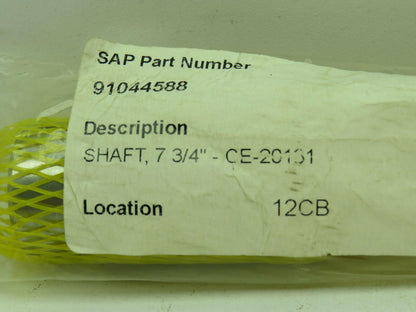 SAP Part Number
91044588
Description
SHAFT, 7 3/4" - CE-20131
Location 12CB